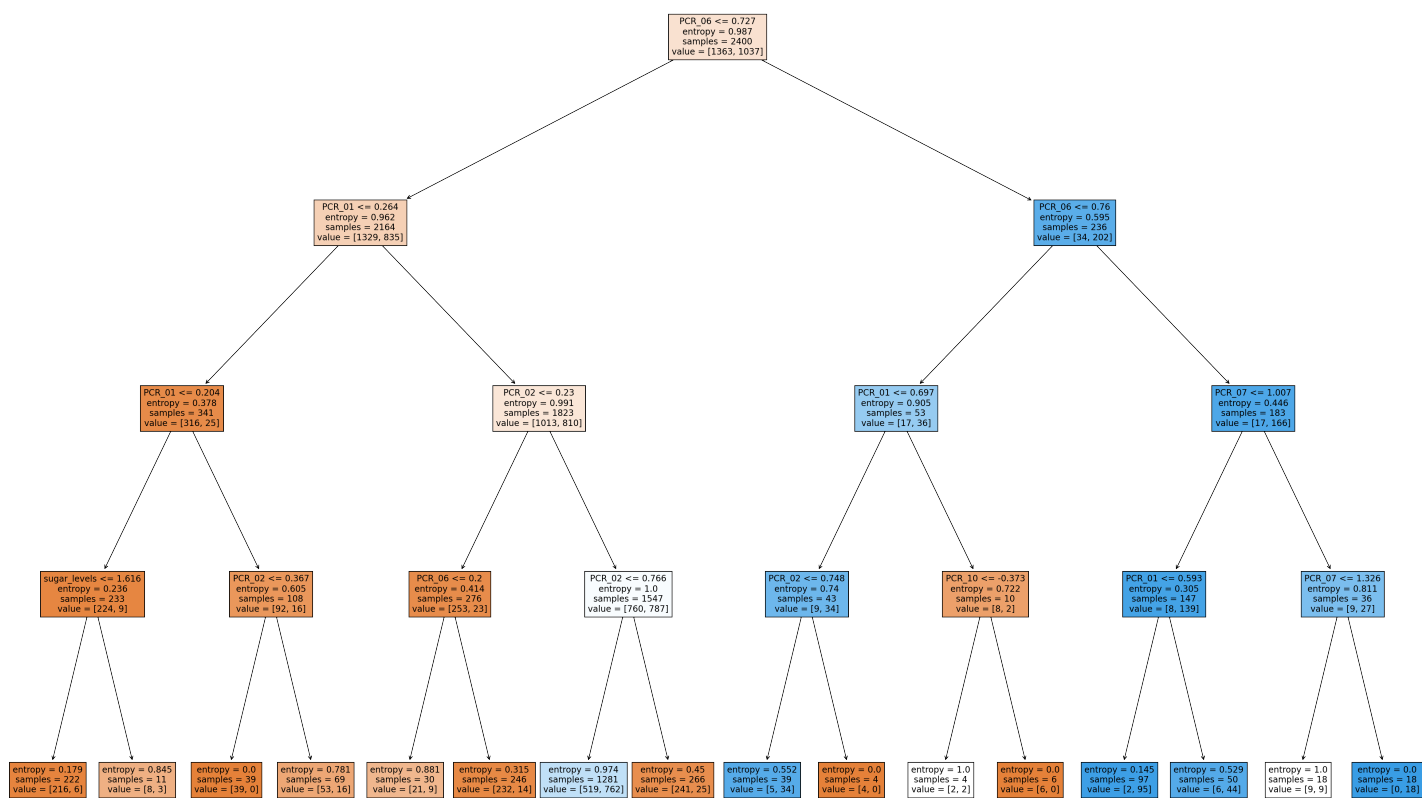 PCR_06 <= 0.727
entropy = 0.987
samples = 2400
value = [1363, 1037]
PCR_01 <= 0.264
entropy = 0.962
samples = 2164
value = [1329, 835]
PCR_06 <= 0.76
entropy = 0.595
samples = 236
value = [34, 202]
PCR_01 <= 0.204
entropy = 0.378
samples = 341
value = [316, 25]
PCR_02 <= 0.23
entropy = 0.991
samples = 1823
value = [1013, 810]
PCR_01 <= 0.697
entropy = 0.905
samples = 53
value = [17, 36]
PCR_07 <= 1.007
entropy = 0.446
samples = 183
value = [17, 166]
sugar_levels <= 1.616
entropy = 0.236
samples = 233
value = [224, 9]
PCR_02 <= 0.367
entropy = 0.605
samples = 108
value = [92, 16]
PCR_06 <= 0.2
entropy = 0.414
samples = 276
value = [253, 23]
PCR_02 <= 0.766
entropy = 1.0
samples = 1547
value = [760, 787]
PCR_02 <= 0.748
entropy = 0.74
samples = 43
value = [9, 34]
PCR_10 <= -0.373
entropy = 0.722
samples = 10
value = [8, 2]
PCR_01 <= 0.593
entropy = 0.305
samples = 147
value = [8, 139]
PCR_07 <= 1.326
entropy = 0.811
samples = 36
value = [9, 27]
entropy = 0.179
samples = 222
value = [216, 6]
entropy = 0.845
samples = 11
value = [8, 3]
entropy = 0.0
samples = 39
value = [39, 0]
entropy = 0.781
samples = 69
value = [53, 16]
entropy = 0.881
samples = 30
value = [21, 9]
entropy = 0.315
samples = 246
value = [232, 14]
entropy = 0.974
samples = 1281
value = [519, 762]
entropy = 0.45
samples = 266
value = [241, 25]
entropy = 0.552
samples = 39
value = [5, 34]
entropy = 0.0
samples = 4
value = [4, 0]
entropy = 1.0
samples = 4
value = [2, 2]
entropy = 0.0
samples = 6
value = [6, 0]
entropy = 0.145
samples = 97
value = [2, 95]
entropy = 0.529
samples = 50
value = [6, 44]
entropy = 1.0
samples = 18
value = [9, 9]
entropy = 0.0
samples = 18
value = [0, 18]